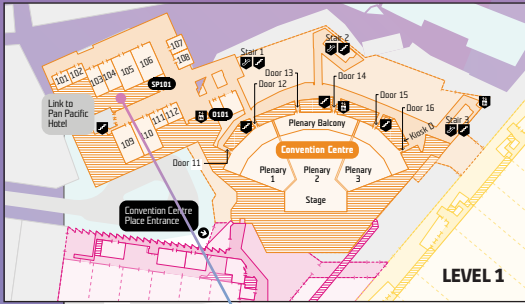 Stair 2
Stair 1
107
108
106
105
104
103
102
101
SP101
Door 13
Door 12
Door 14
Door 15
Door 16
Kiosk D
Stair 3
Link to
Pan Pacific
Hotel
112
111
110
109
O101
Plenary Balcony
Convention Centre
Door 11
Plenary
1
Plenary
2
Plenary
3
Stage
Convention Centre
Place Entrance
LEVEL 1